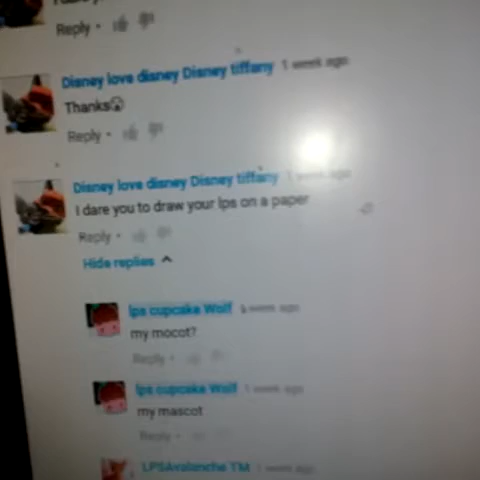 Reply •
Disney love disney Disney tiffany 1 week ago
Thanks😱
Reply •
Disney love disney Disney tiffany 1 week ago
I dare you to draw your lps on a paper
Reply •
Hide replies
lps cupcake Wolf 1 week ago
my mocot?
Reply •
lps cupcake Wolf 1 week ago
my mascot
Reply •
LPSAvalanche TM 1 week ago